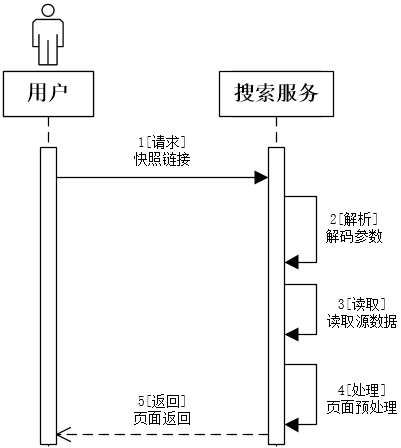 用户
搜索服务
1[请求]
快照链接
2[解析]
解码参数
3[读取]
读取源数据
4[处理]
页面预处理
5[返回]
页面返回